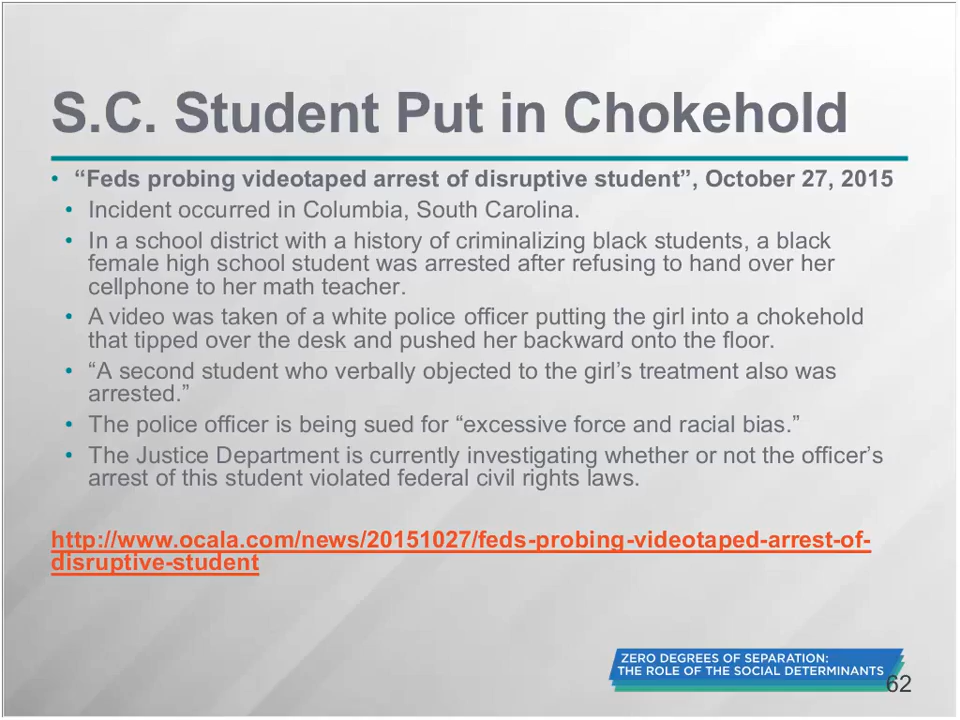 S.C. Student Put in Chokehold
• “Feds probing videotaped arrest of disruptive student”, October 27, 2015
• Incident occurred in Columbia, South Carolina.
• In a school district with a history of criminalizing black students, a black
female high school student was arrested after refusing to hand over her
cellphone to her math teacher.
• A video was taken of a white police officer putting the girl into a chokehold
that tipped over the desk and pushed her backward onto the floor.
• “A second student who verbally objected to the girl’s treatment also was
arrested.”
• The police officer is being sued for “excessive force and racial bias.”
• The Justice Department is currently investigating whether or not the officer’s
arrest of this student violated federal civil rights laws.
http://www.ocala.com/news/20151027/feds-probing-videotaped-arrest-of-
disruptive-student
ZERO DEGREES OF SEPARATION:
THE ROLE OF THE SOCIAL DETERMINANTS
62